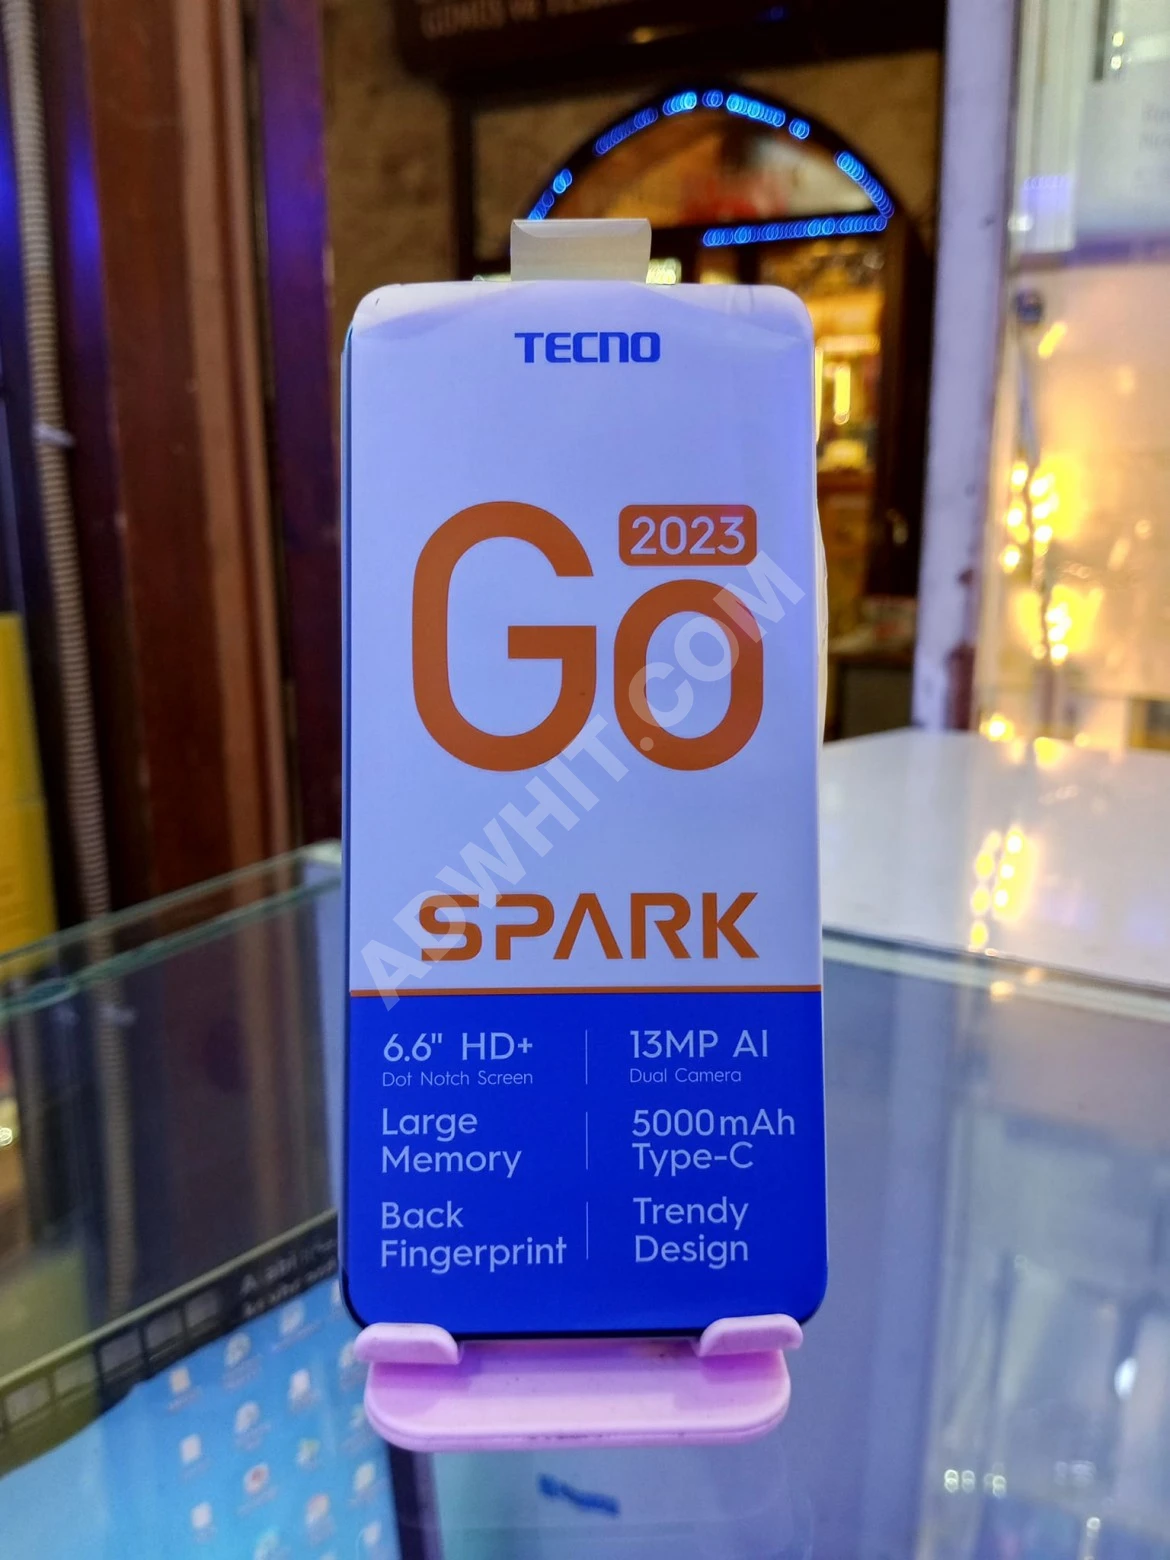 TECNO
Go
2023
SPARK
6.6" HD+
Dot Notch Screen
13MP AI
Dual Camera
Large
Memory
5000mAh
Type-C
Back
Fingerprint
Trendy
Design
ADWHIT.COM